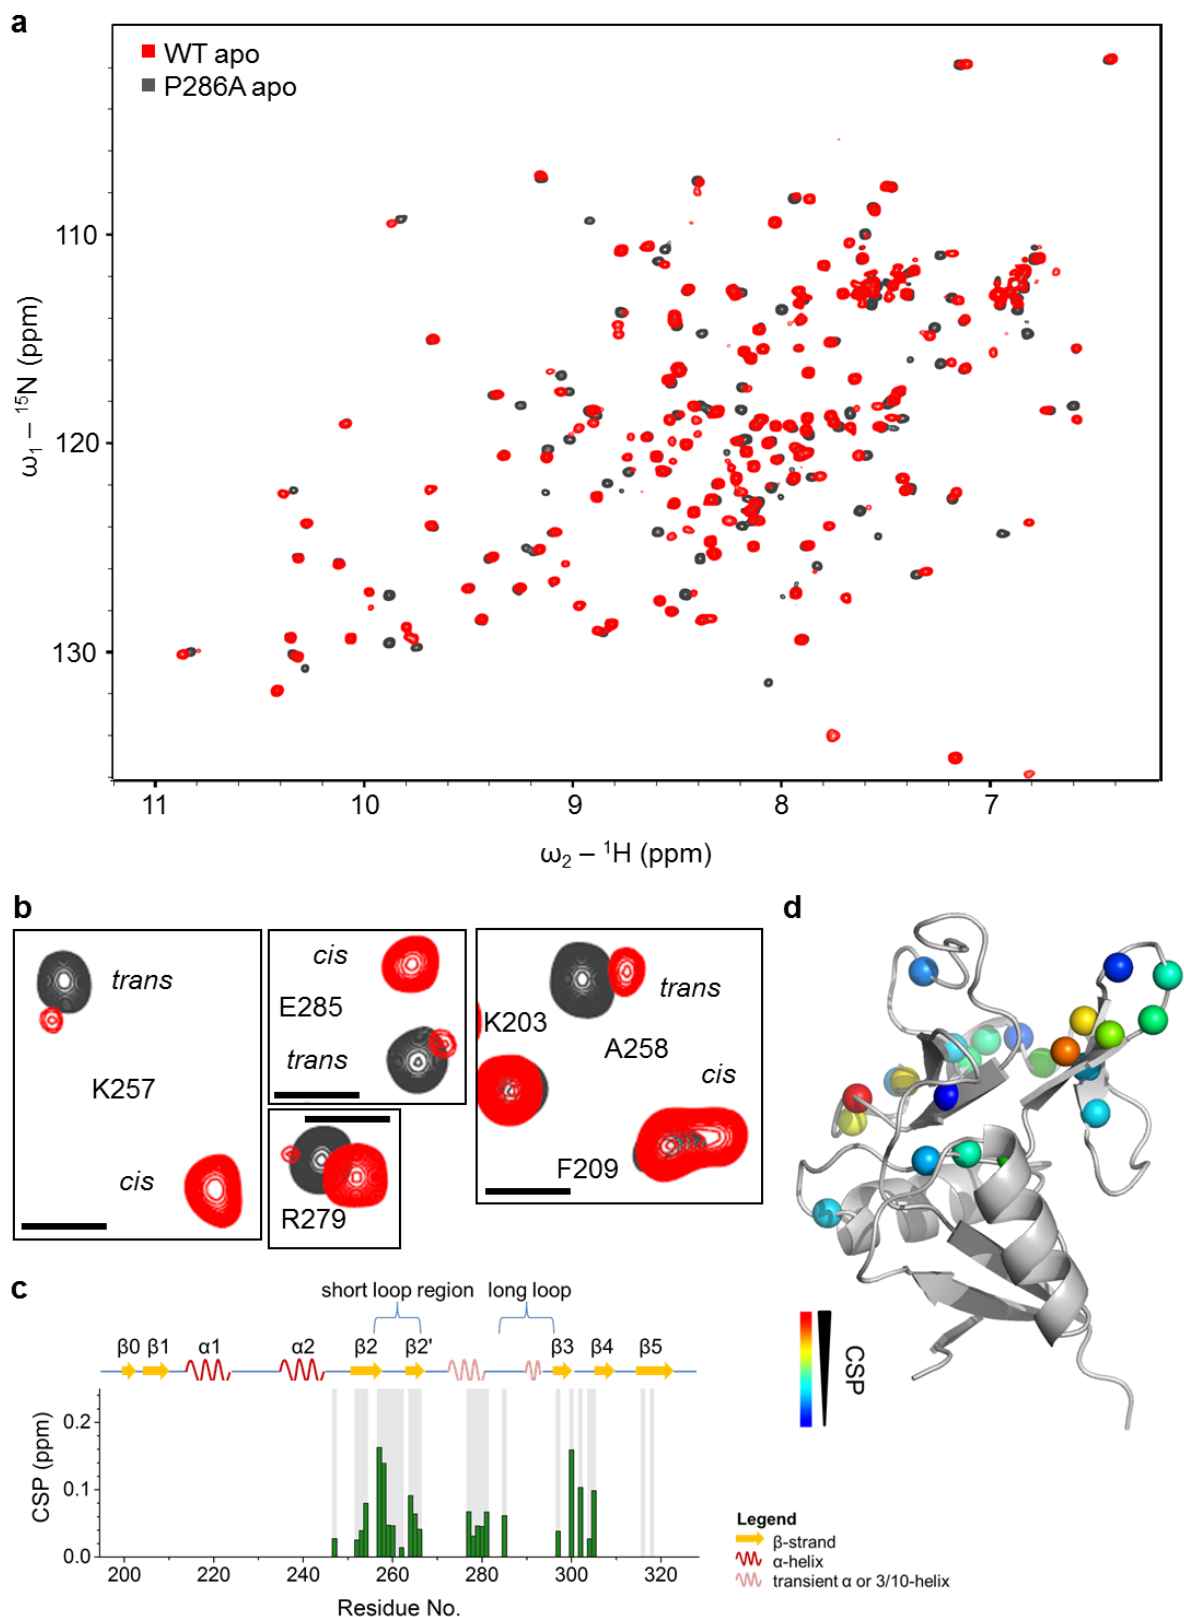 a
WT apo
P286A apo
110
120
130
ω₁ – ¹⁵N (ppm)
11 10 9 8 7
ω₂ – ¹H (ppm)
b
trans
K257
cis
cis
E285
trans
R279
K203
trans
A258
cis
F209
d
CSP
c
short loop region long loop
β0 β1 α1 α2 β2 β2' β3 β4 β5
0.2
0.1
0.0
CSP (ppm)
200 220 240 260 280 300 320
Residue No.
Legend
β-strand
α-helix
transient α or 3/10-helix